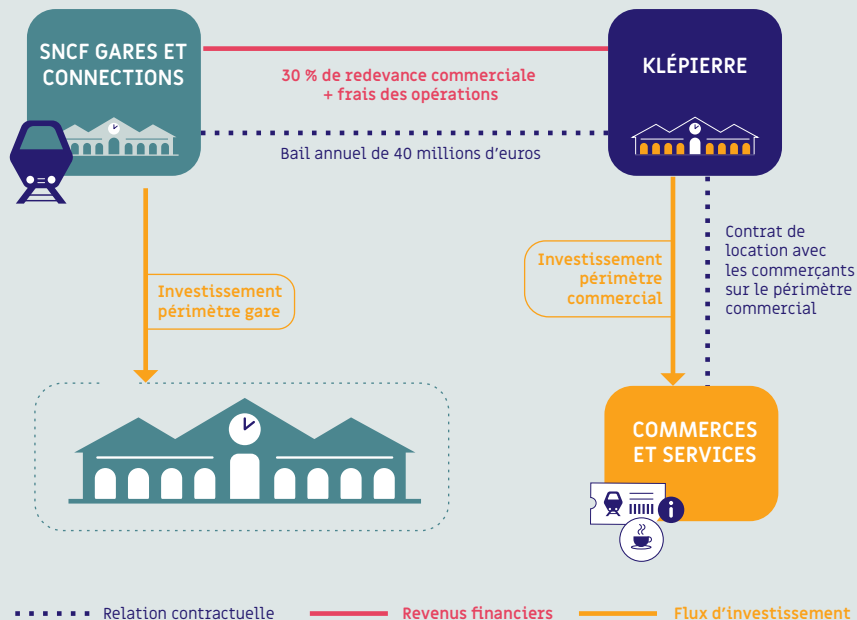 SNCF GARES ET
CONNECTIONS
30 % de redevance commerciale
+ frais des opérations
Bail annuel de 40 millions d’euros
KLÉPIERRE
Investissement
périmètre gare
Investissement
périmètre
commercial
Contrat de
location avec
les commerçants
sur le périmètre
commercial
COMMERCES
ET SERVICES
i
Relation contractuelle
Revenus financiers
Flux d’investissement